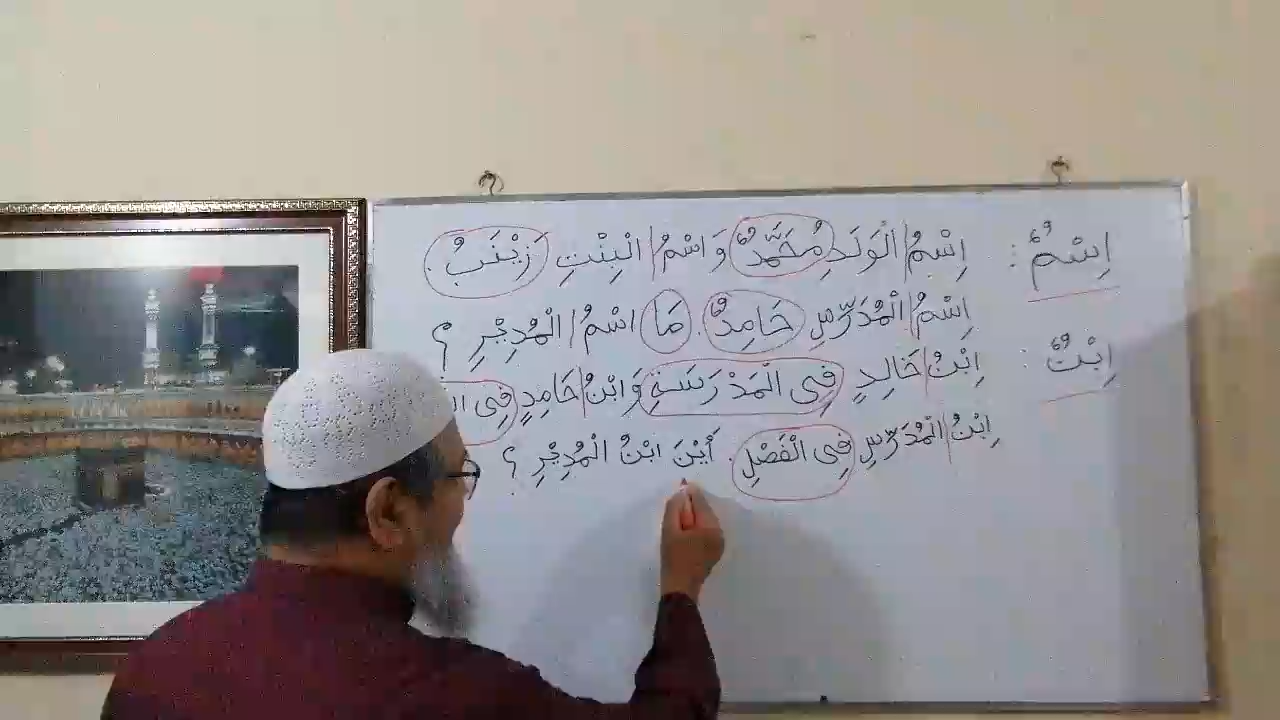 اِسْمٌ : اِسْمُ الْوَلَدِ مُحَمَّدٌ وَ اسْمُ الْبِنْتِ زَيْنَبُ .
اِسْمُ الْمُدَرِّسِ حَامِدٌ . مَا اسْمُ الْمُدِيْرِ ؟
اِبْنٌ : اِبْنُ خَالِدٍ فِى الْمَدْرَسَةِ وَ ابْنُ حَامِدٍ فِى
اِبْنُ الْمُدَرِّسِ فِى الْفَصْلِ . أَيْنَ ابْنُ الْمُدِيْرِ ؟